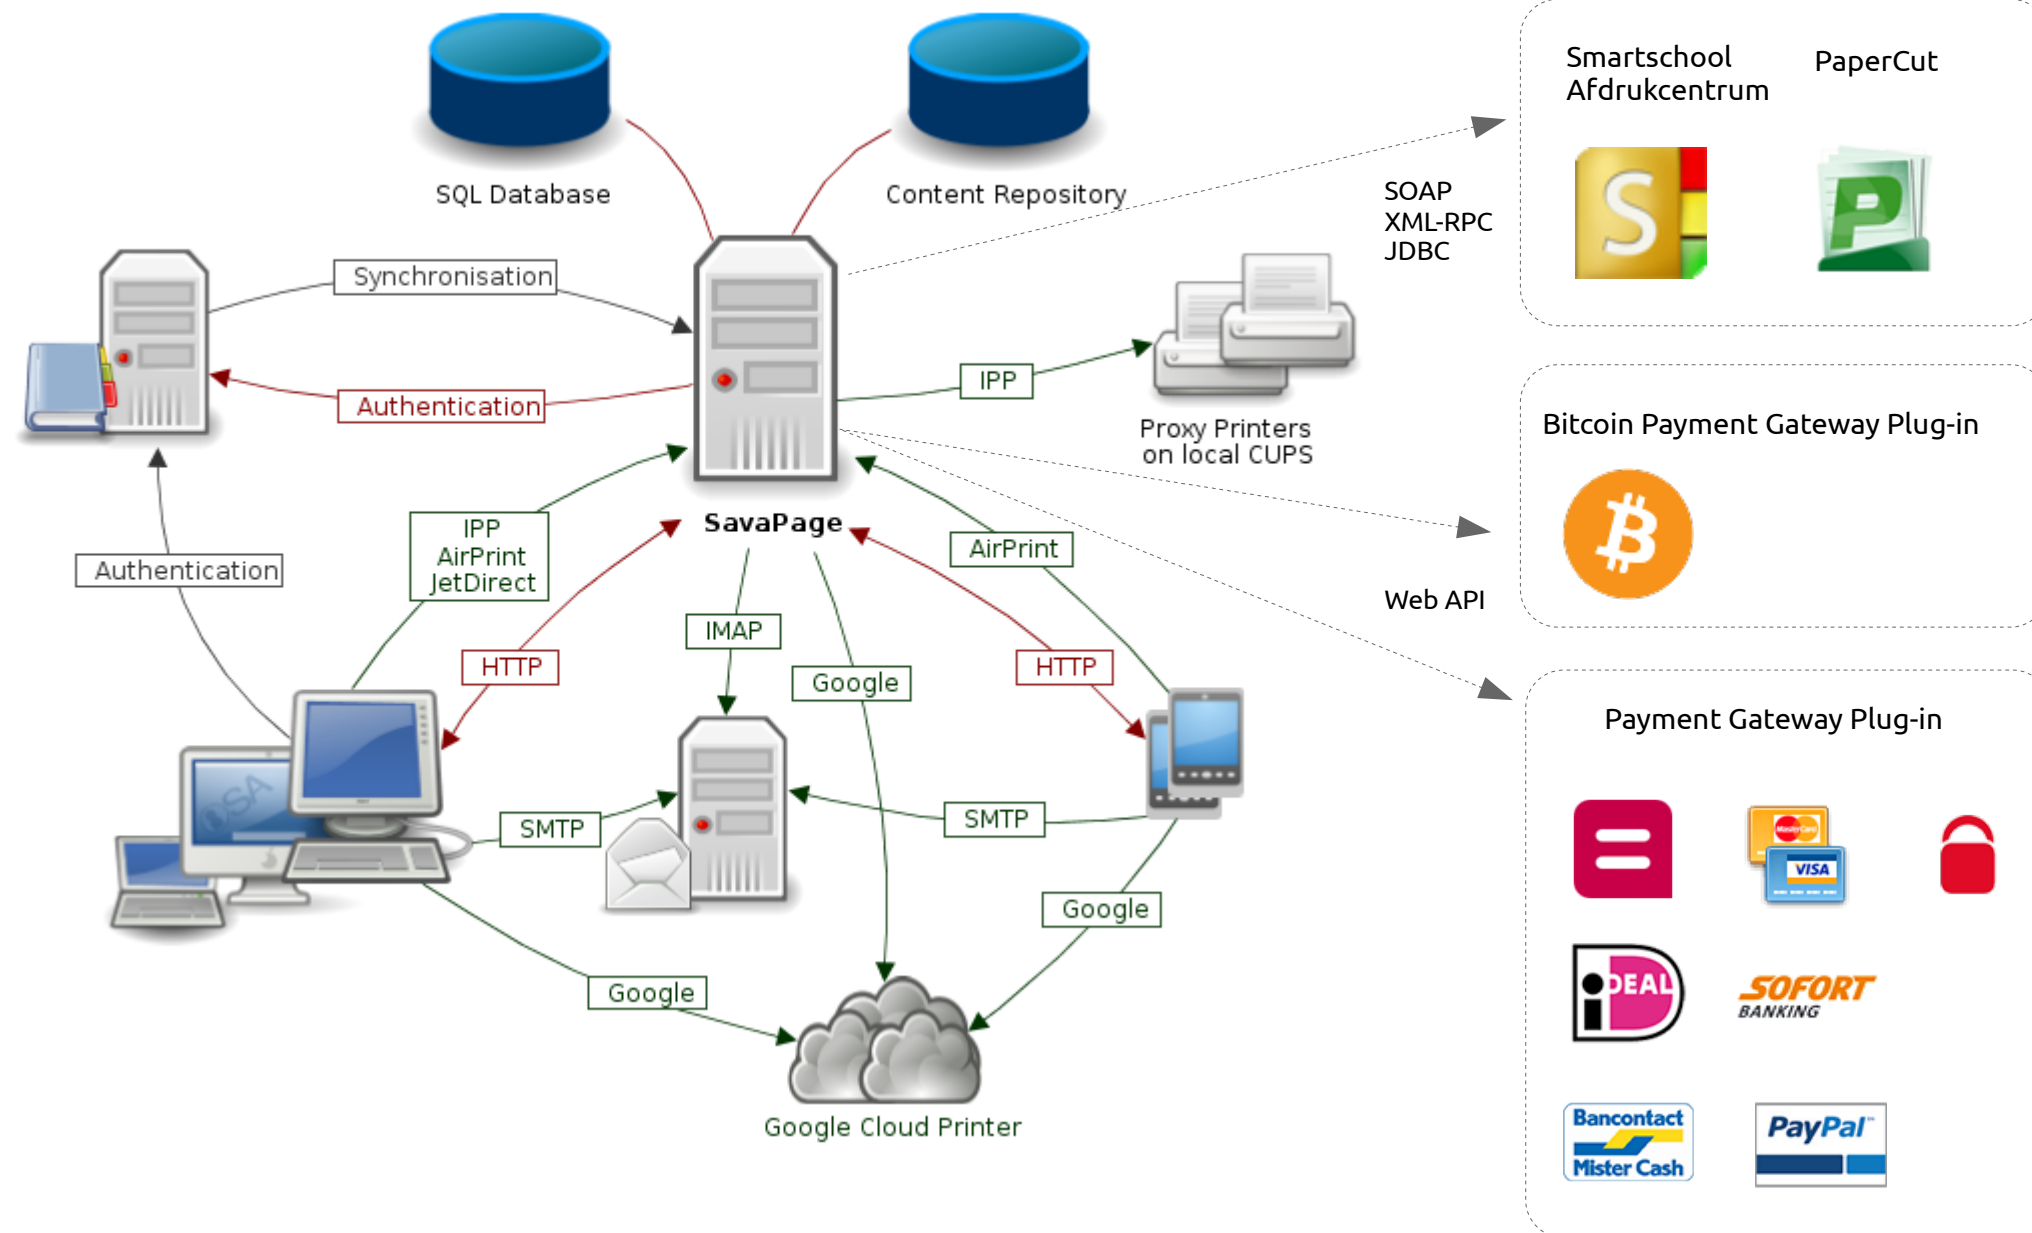 SQL Database
Content Repository
Smartschool
Afdrukcentrum
PaperCut
S
P
SOAP
XML-RPC
JDBC
Synchronisation
Authentication
IPP
Proxy Printers
on local CUPS
Bitcoin Payment Gateway Plug-in
SavaPage
IPP
AirPrint
JetDirect
AirPrint
Authentication
Web API
IMAP
HTTP
Google
HTTP
Payment Gateway Plug-in
SMTP
SMTP
MasterCard
VISA
Google
Google
iDEAL
SOFORT
BANKING
Google Cloud Printer
Bancontact
Mister Cash
PayPal™